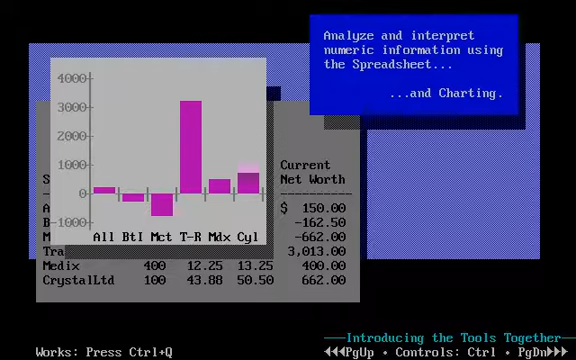 Analyze and interpret
numeric information using
the Spreadsheet...
...and Charting.
4000
3000
2000
1000
0
-1000
All Btl Mct T-R Mdx Cyl
Current
S Net Worth
A $ 150.00
B -162.50
M -662.00
Tra 3,013.00
Medix 400 12.25 13.25 400.00
CrystalLtd 100 43.88 50.50 662.00
Introducing the Tools Together
Works: Press Ctrl+Q
PgUp • Controls: Ctrl • PgDn